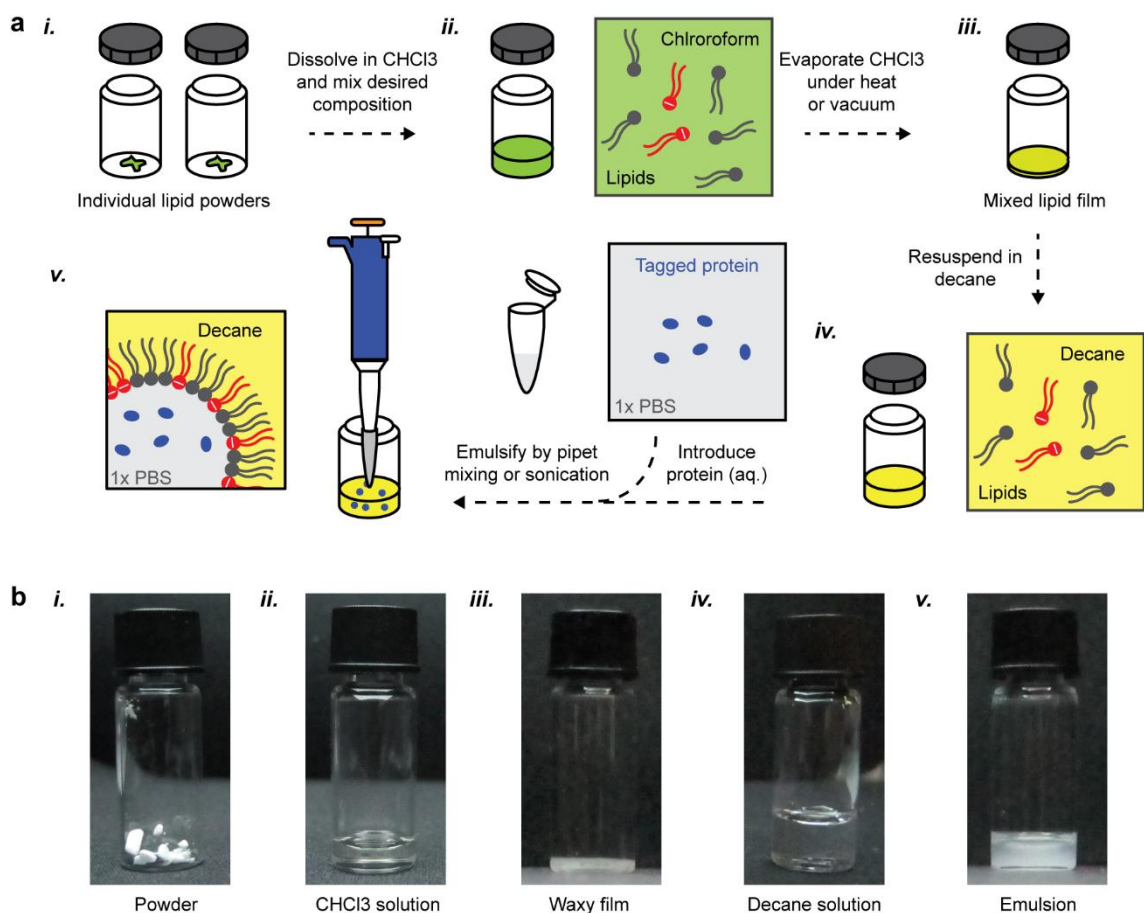 a
i.
Dissolve in CHCl3
and mix desired
composition
Individual lipid powders
ii.
Chlroroform
Lipids
Evaporate CHCl3
under heat
or vacuum
iii.
Mixed lipid film
Resuspend in
decane
iv.
Decane
Lipids
Tagged protein
1x PBS
Introduce
protein (aq.)
Emulsify by pipet
mixing or sonication
v.
Decane
1x PBS
b
i.
ii.
iii.
iv.
v.
Powder
CHCl3 solution
Waxy film
Decane solution
Emulsion